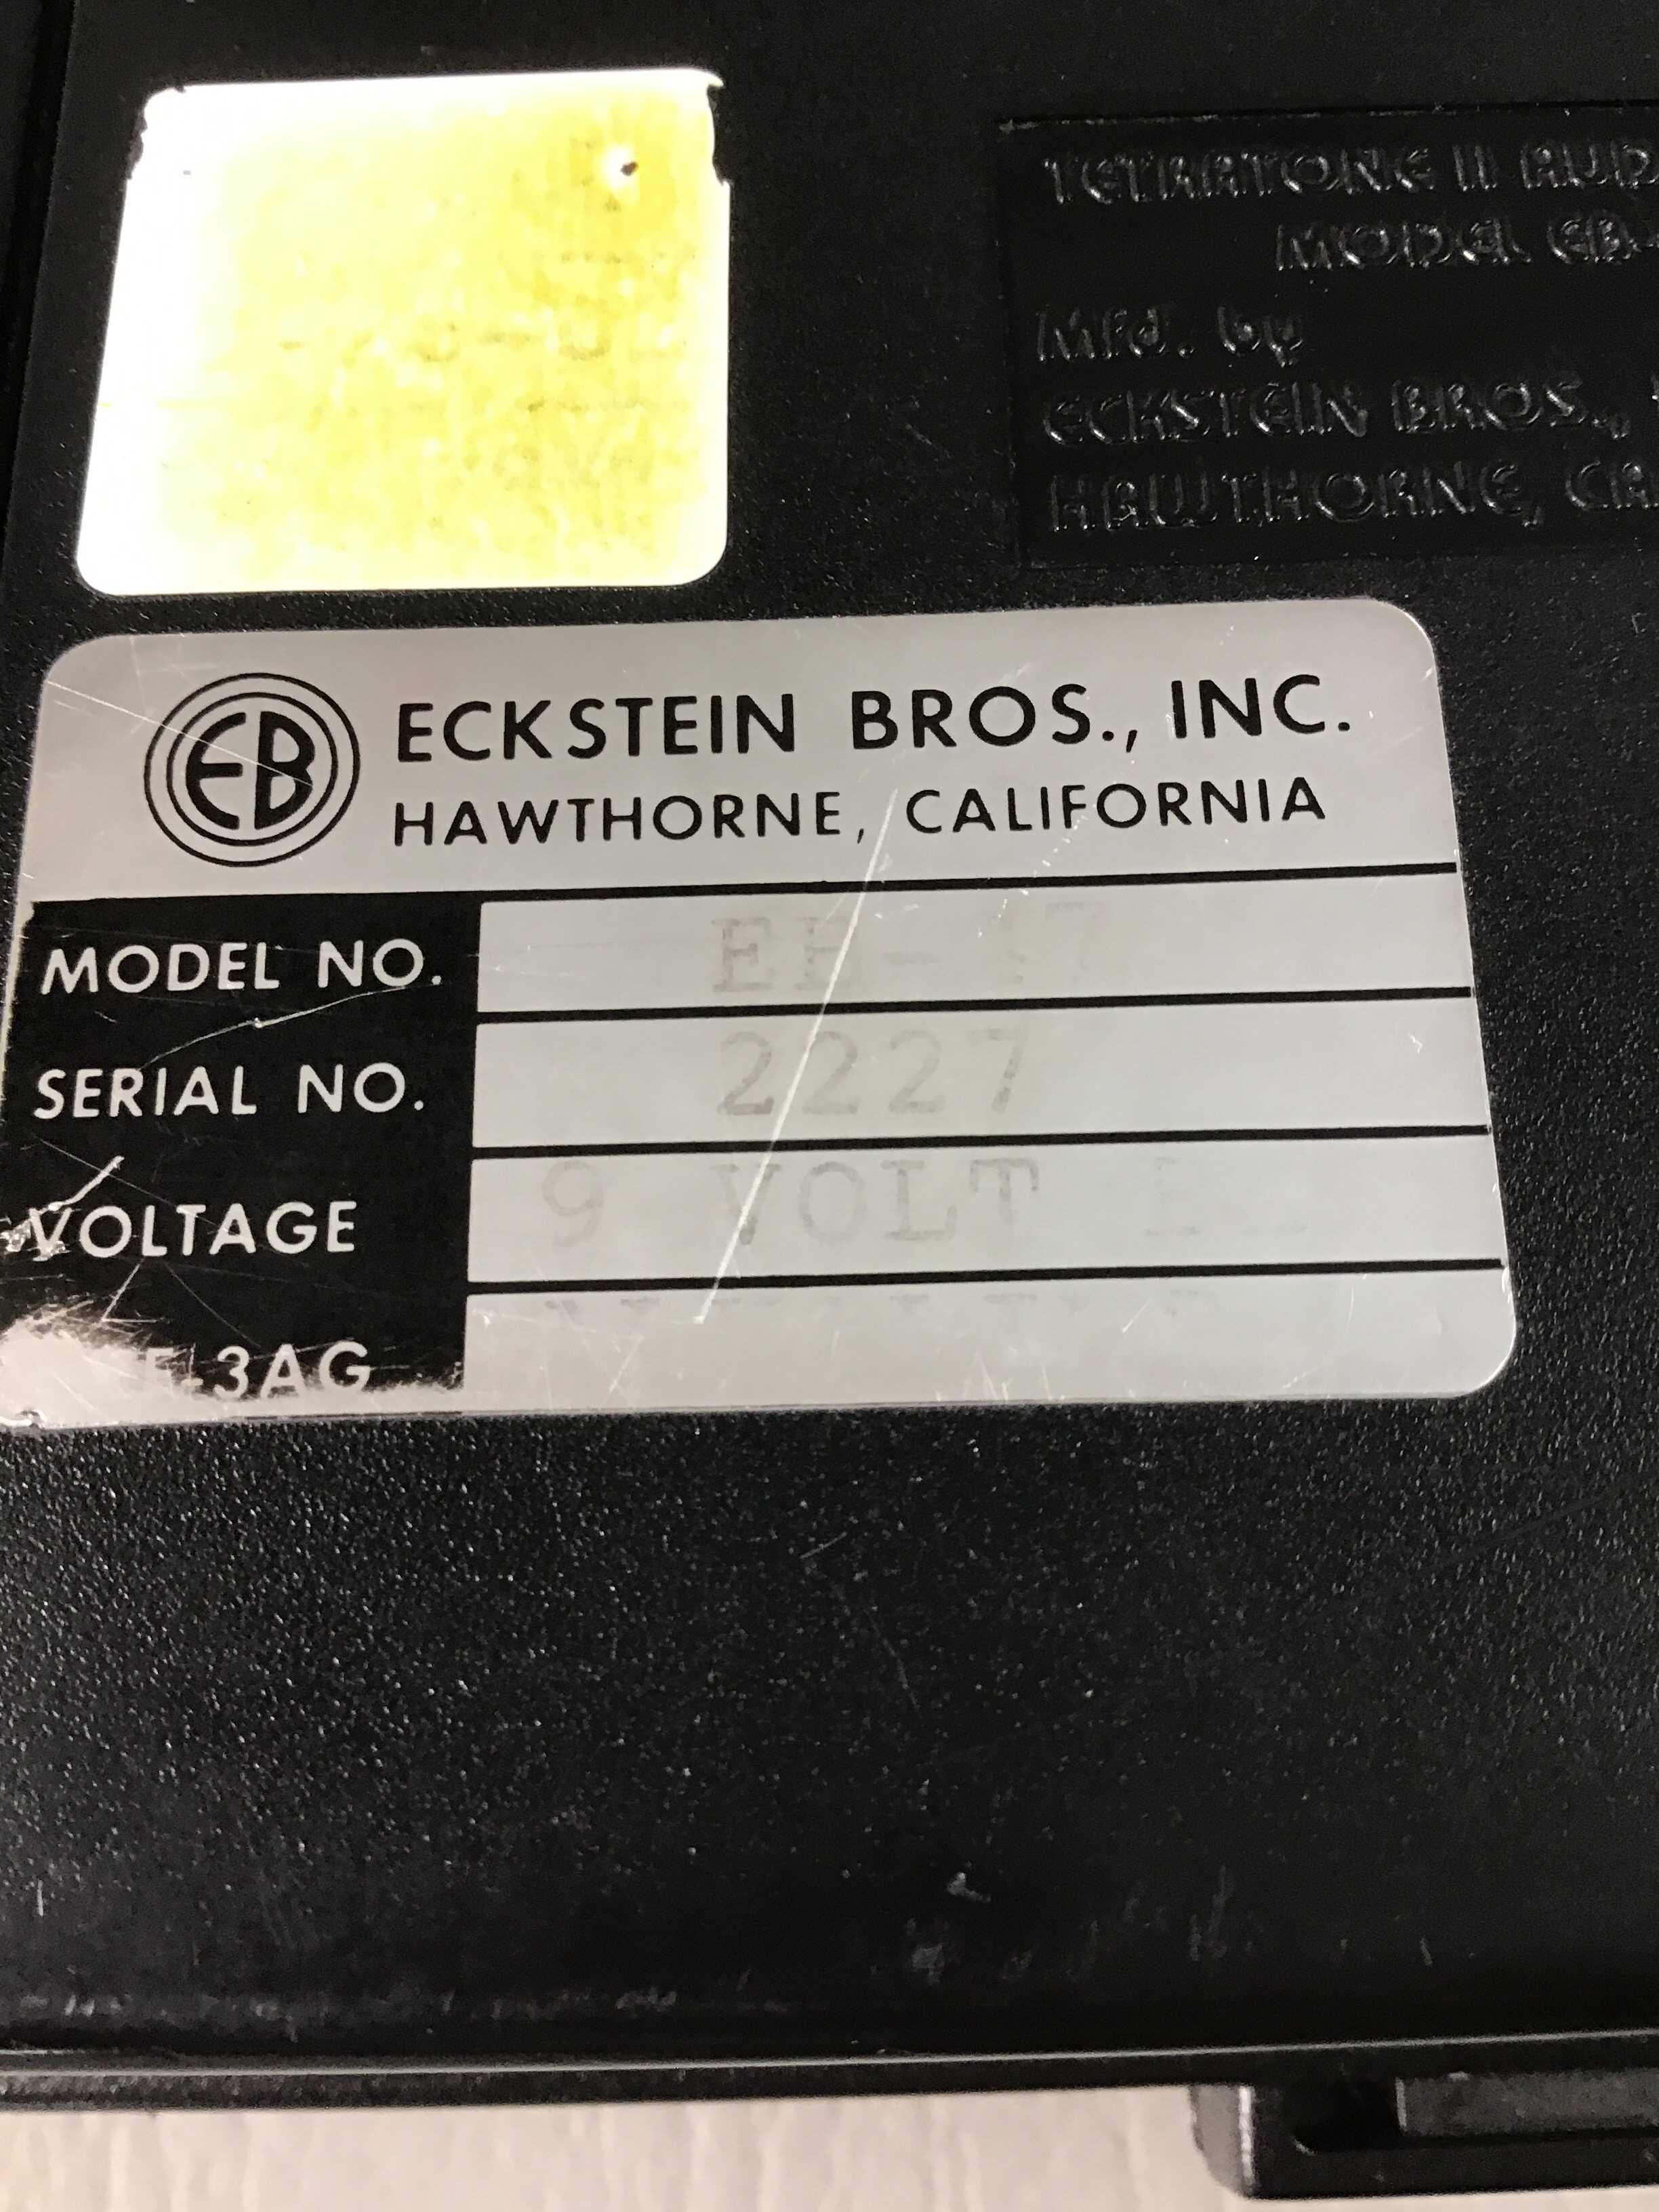 TETRATONE II AUD
MODEL EB-
Mfd. by
ECKSTEIN BROS.,
HAWTHORNE, CA
EB
ECKSTEIN BROS., INC.
HAWTHORNE, CALIFORNIA
MODEL NO.
SERIAL NO. 2227
VOLTAGE 9 VOLT
3AG